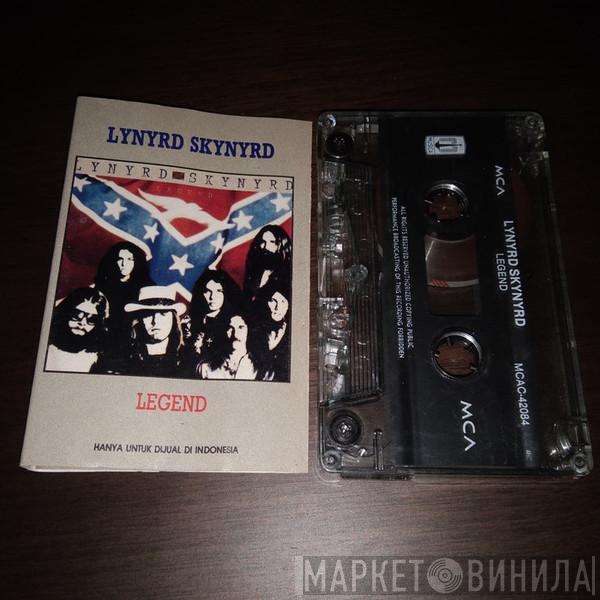 LYNYRD SKYNYRD
LYNYRD SKYNYRD
LEGEND
LEGEND
HANYA UNTUK DIJUAL DI INDONESIA
MCA
LYNYRD SKYNYRD
LEGEND
MCAC-42084
MCA
ALL RIGHTS RESERVED UNAUTHORIZED COPYING PUBLIC
PERFORMANCE BROADCASTING OF THIS RECORDING FORBIDDEN
МАРКЕТ ВИНИЛА